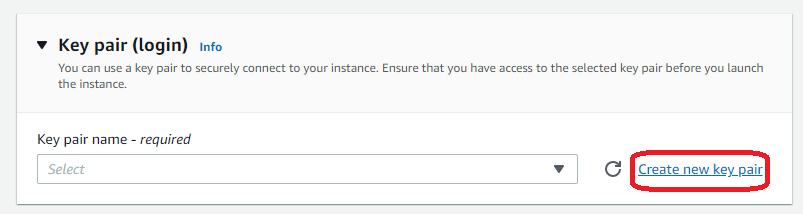 Key pair (login) Info
You can use a key pair to securely connect to your instance. Ensure that you have access to the selected key pair before you launch
the instance.
Key pair name - required
Select
Create new key pair